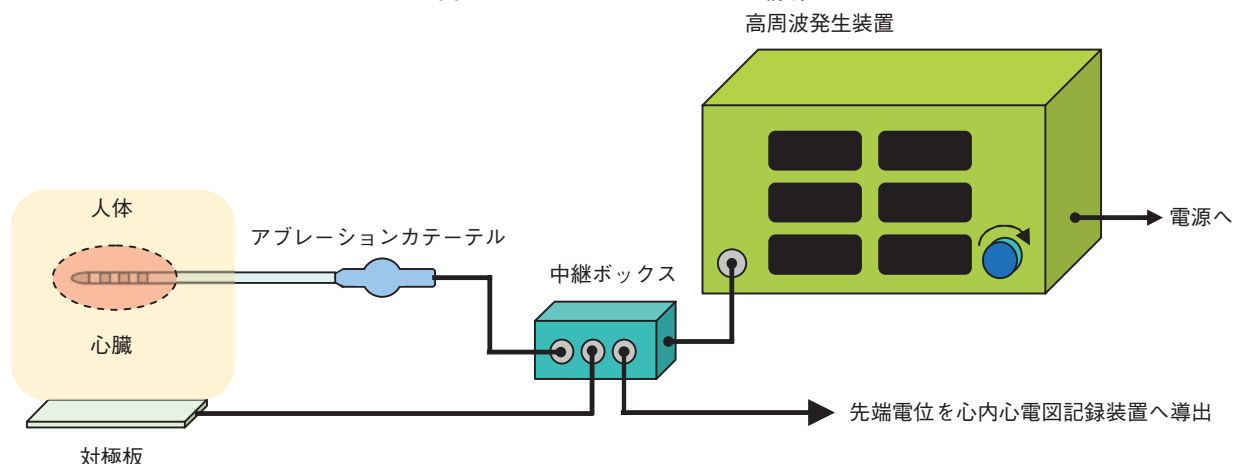 高周波発生装置
人体
電源へ
アブレーションカテーテル
中継ボックス
心臓
先端電位を心内心電図記録装置へ導出
対極板